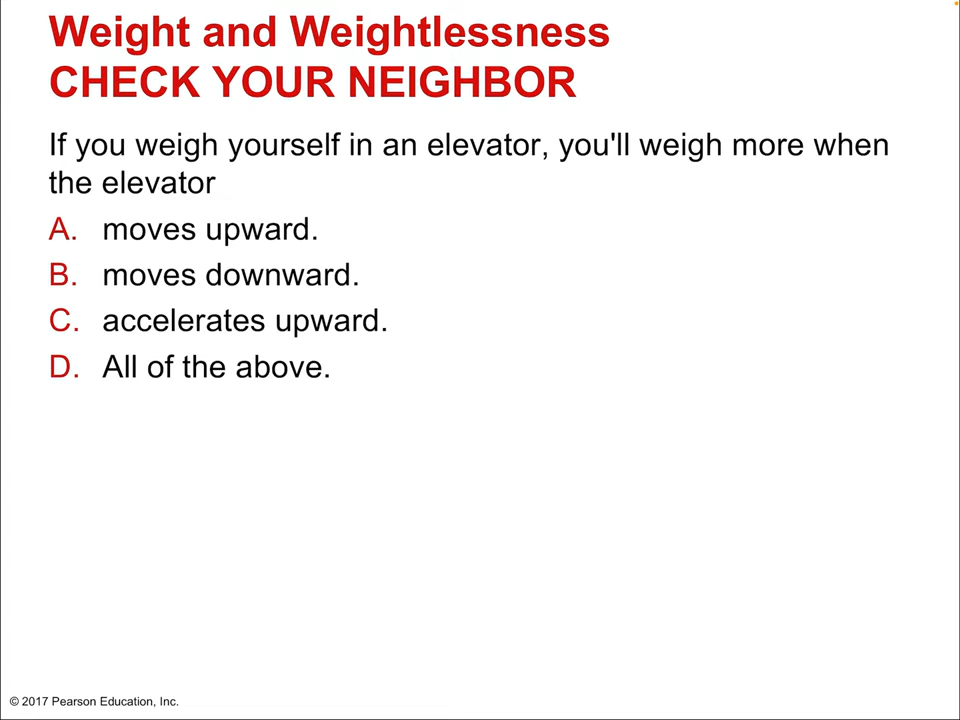 Weight and Weightlessness
CHECK YOUR NEIGHBOR
If you weigh yourself in an elevator, you'll weigh more when
the elevator
A. moves upward.
B. moves downward.
C. accelerates upward.
D. All of the above.
© 2017 Pearson Education, Inc.